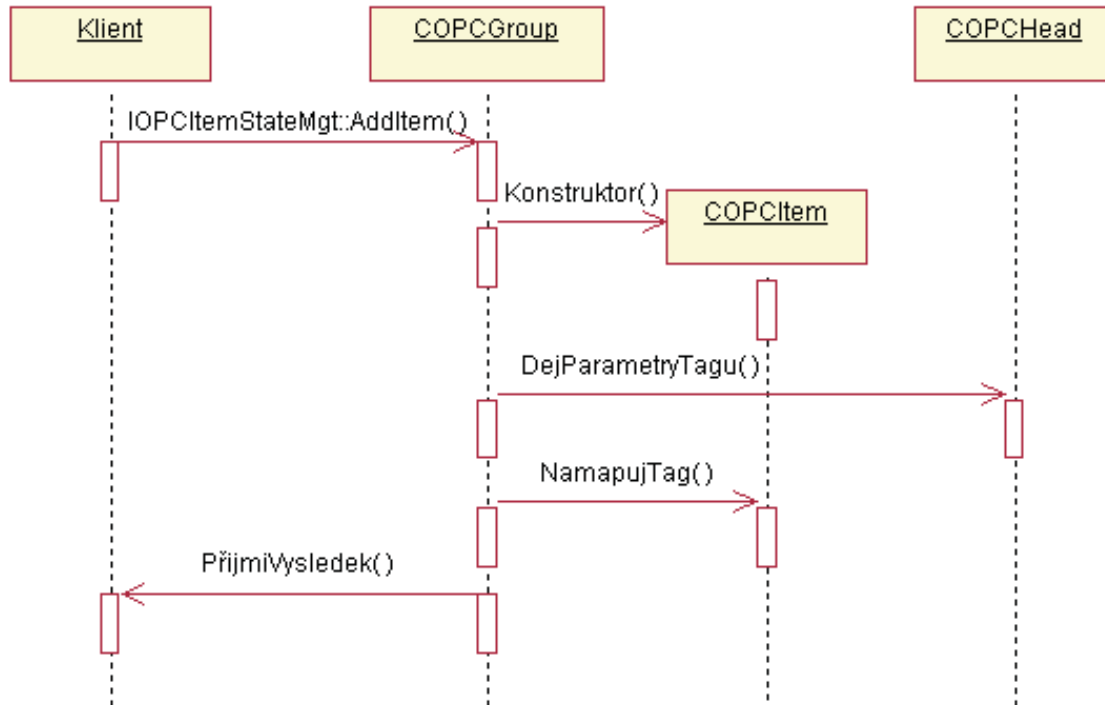 Klient
COPCGroup
COPCHead
IOPCItemStateMgt::AddItem()
Konstruktor()
COPCItem
DejParametryTagu()
NamapujTag()
PřijmiVysledek()